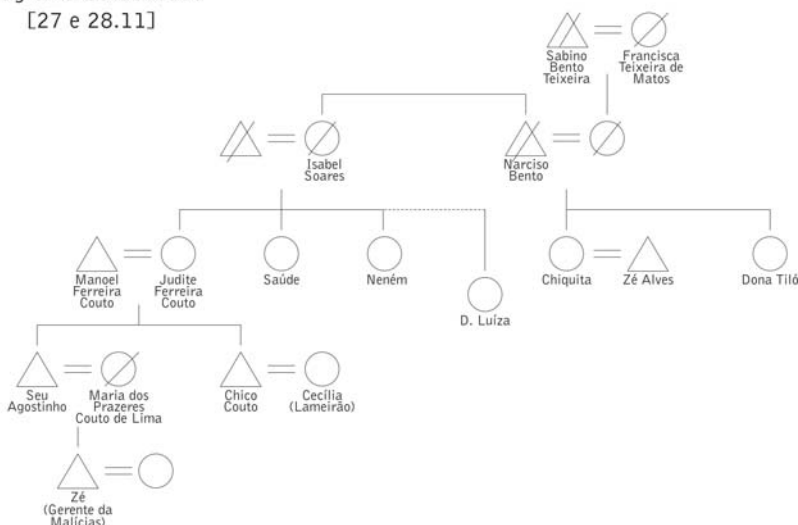 [27 e 28.11]
Sabino
Bento
Teixeira
Francisca
Teixeira de
Matos
Isabel
Soares
Narciso
Bento
Manoel
Ferreira
Couto
Judite
Ferreira
Couto
Saúde
Neném
D. Luíza
Chiquita
Zé Alves
Dona Tiló
Seu
Agostinho
Maria dos
Prazeres
Couto de Lima
Chico
Couto
Cecília
(Lameirão)
Zé
(Gerente da
Malícias)